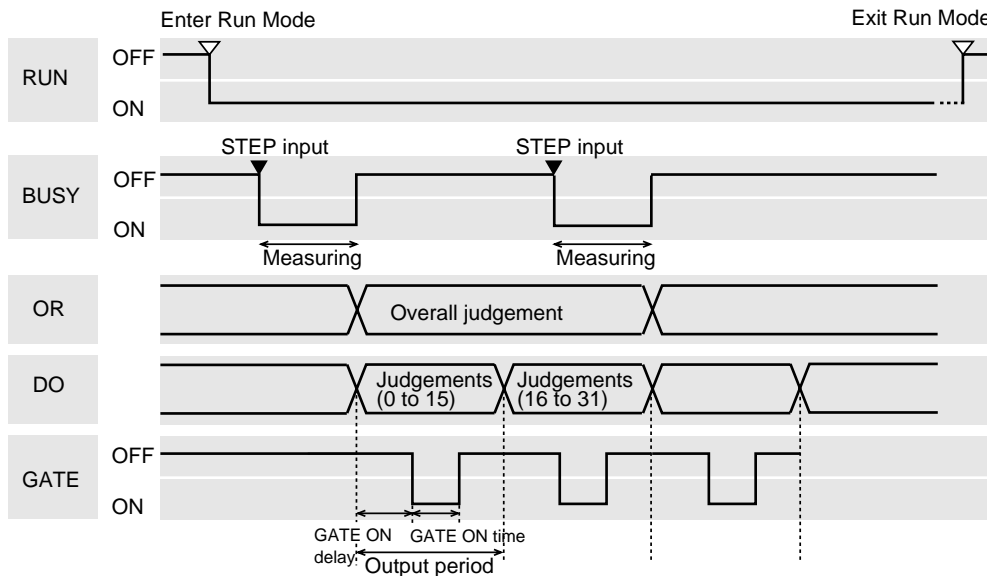 Enter Run Mode
Exit Run Mode
RUN
OFF
ON
STEP input
STEP input
BUSY
OFF
ON
Measuring
Measuring
OR
Overall judgement
DO
Judgements
(0 to 15)
Judgements
(16 to 31)
GATE
OFF
ON
GATE ON
delay
GATE ON time
Output period